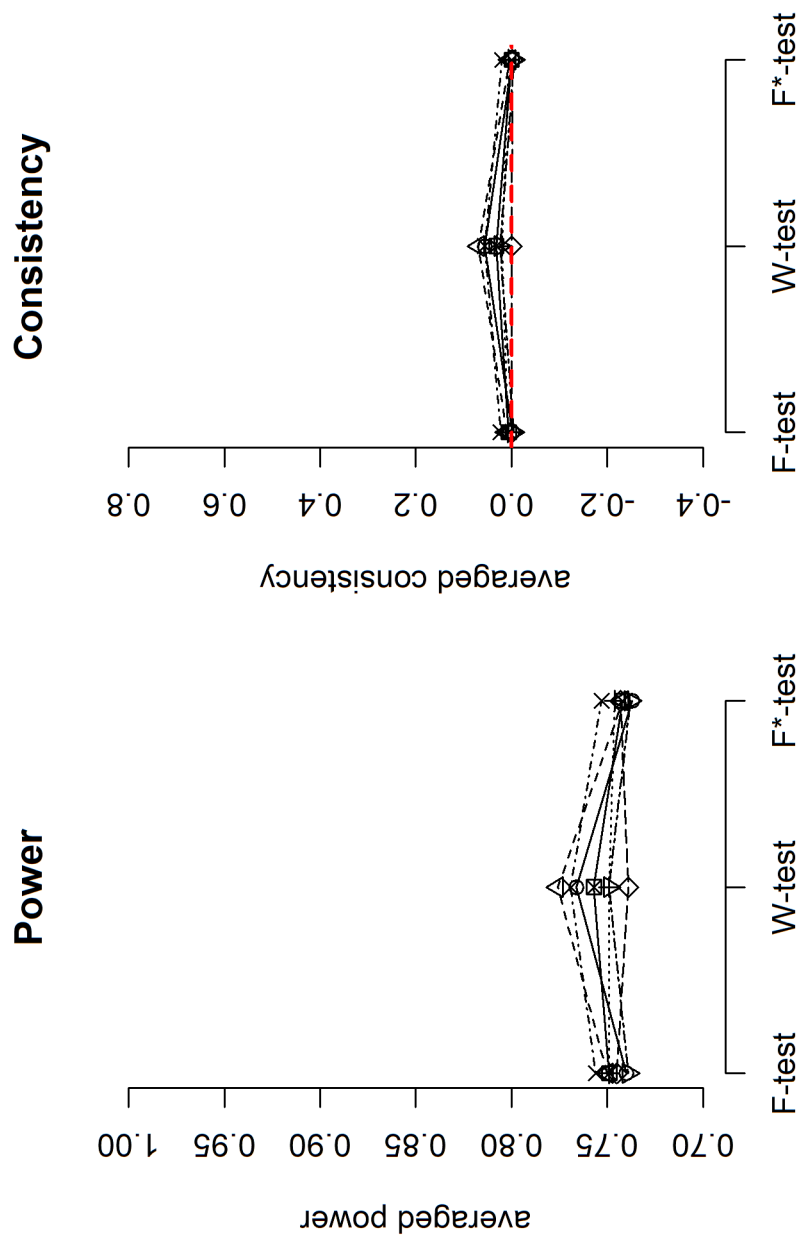 Power
averaged power
0.70
0.75
0.80
0.85
0.90
0.95
1.00
F-test
W-test
F*-test
Consistency
averaged consistency
-0.4
-0.2
0.0
0.2
0.4
0.6
0.8
F-test
W-test
F*-test